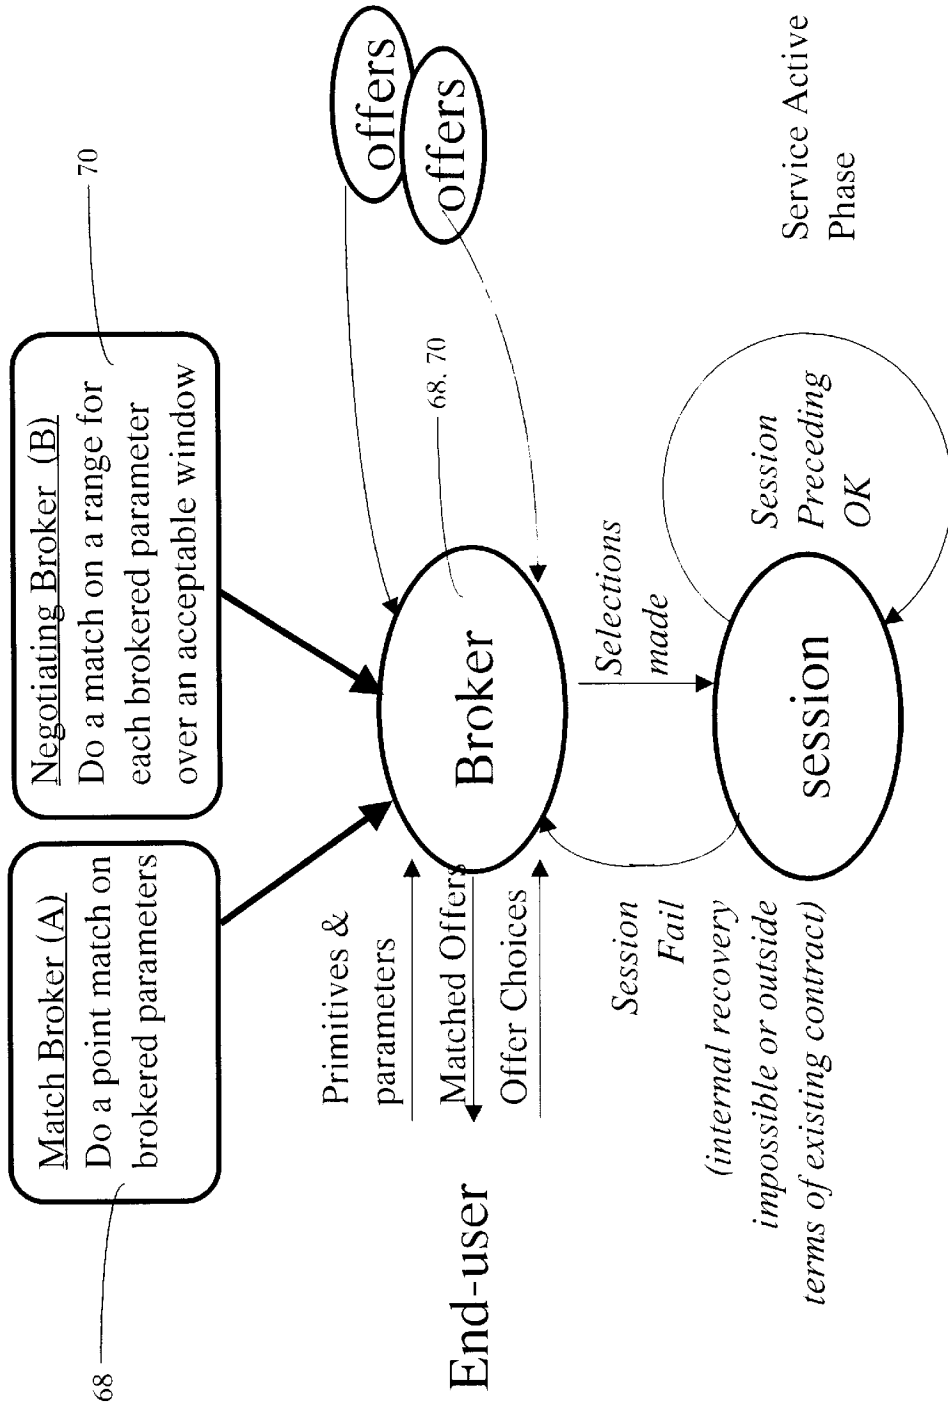 68
Match Broker (A)
Do a point match on
brokered parameters
Negotiating Broker (B)
Do a match on a range for
each brokered parameter
over an acceptable window
70
End-user
Primitives &
parameters
Matched Offers
Offer Choices
Broker
68. 70
offers
offers
Selections
made
Session
Fail
(internal recovery
impossible or outside
terms of existing contract)
session
Session
Preceding
OK
Service Active
Phase